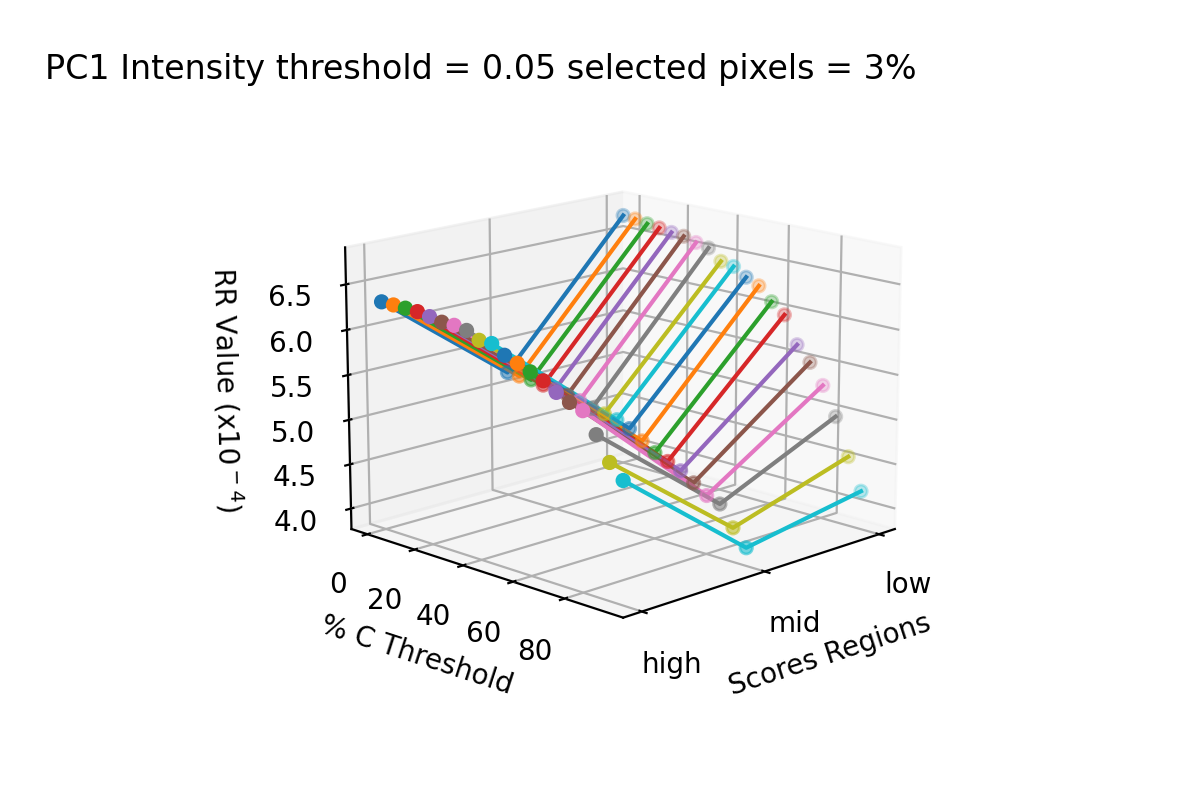 PC1 Intensity threshold = 0.05 selected pixels = 3%
RR Value (x10⁻⁴)
6.5
6.0
5.5
5.0
4.5
4.0
0
20
40
60
80
% C Threshold
high
mid
low
Scores Regions